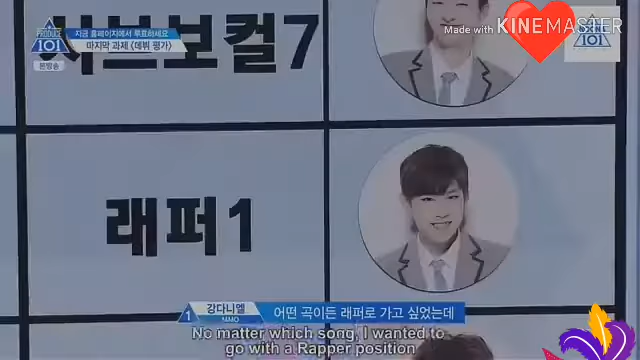 PRODUCE 101
본방송
지금 홈페이지에서 투표하세요
마지막 과제 <데뷔 평가>
서브보컬7
Made with KINEMASTER
101
래퍼1
1 강다니엘 MMO
어떤 곡이든 래퍼로 가고 싶었는데
No matter which song, I wanted to
go with a Rapper position